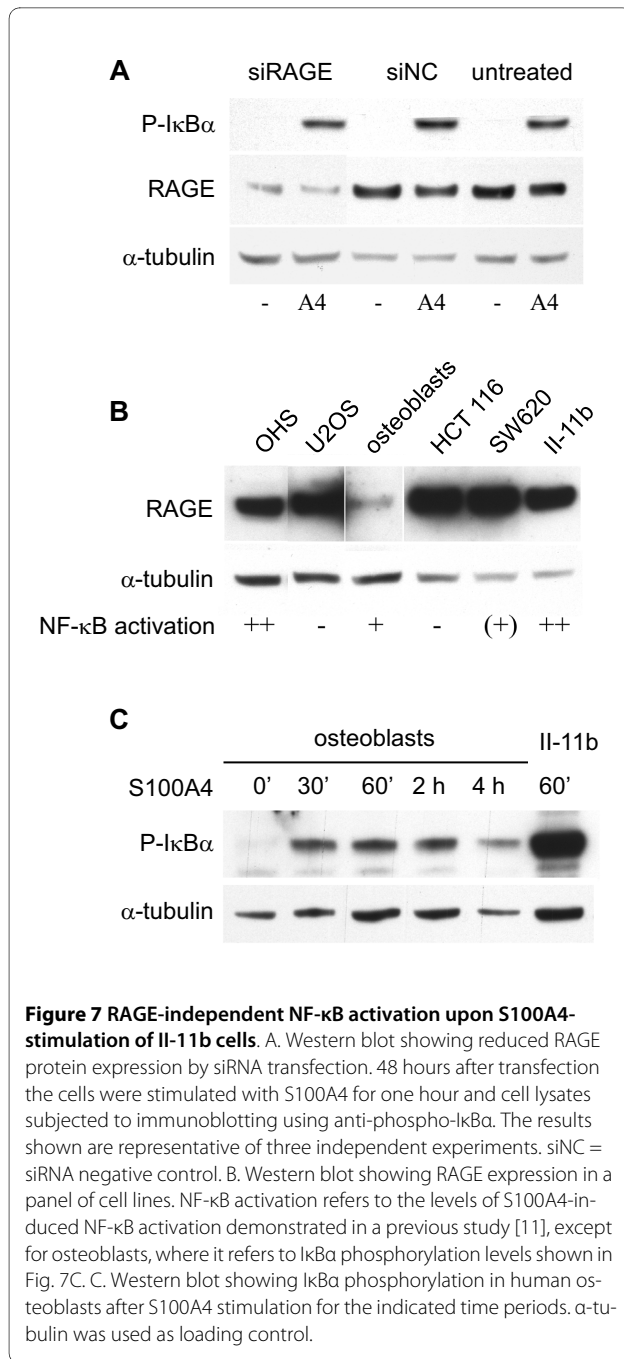 A
siRAGE siNC untreated
P-IκBα
RAGE
α-tubulin
- A4 - A4 - A4
B
OHS U2OS osteoblasts HCT 116 SW620 II-11b
RAGE
α-tubulin
NF-κB activation ++ - + - (+) ++
C
osteoblasts II-11b
S100A4 0’ 30’ 60’ 2 h 4 h 60’
P-IκBα
α-tubulin
Figure 7 RAGE-independent NF-κB activation upon S100A4-
stimulation of II-11b cells. A. Western blot showing reduced RAGE
protein expression by siRNA transfection. 48 hours after transfection
the cells were stimulated with S100A4 for one hour and cell lysates
subjected to immunoblotting using anti-phospho-IκBα. The results
shown are representative of three independent experiments. siNC =
siRNA negative control. B. Western blot showing RAGE expression in a
panel of cell lines. NF-κB activation refers to the levels of S100A4-in-
duced NF-κB activation demonstrated in a previous study [11], except
for osteoblasts, where it refers to IκBα phosphorylation levels shown in
Fig. 7C. C. Western blot showing IκBα phosphorylation in human os-
teoblasts after S100A4 stimulation for the indicated time periods. α-tu-
bulin was used as loading control.